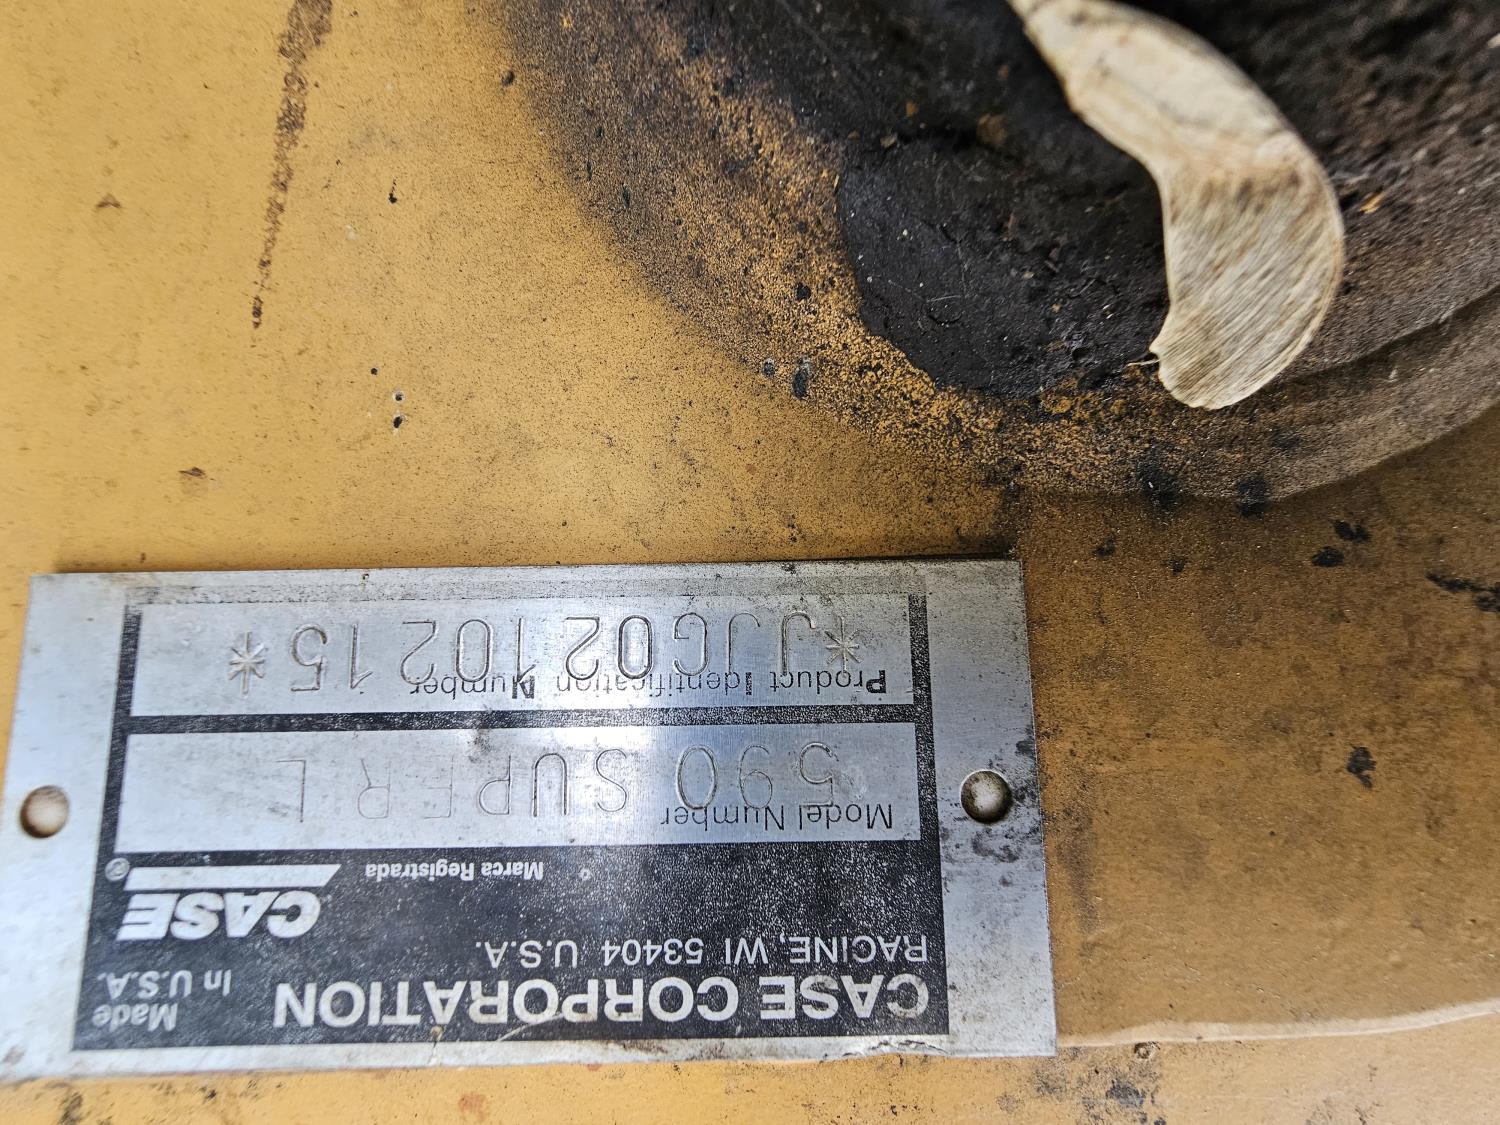 CASE CORPORATION
RACINE, WI 53404 U.S.A.
Made
In U.S.A.
CASE®
Marca Registrada
Model Number
590 SUPER L
Product Identification Number
*JJG0210215*